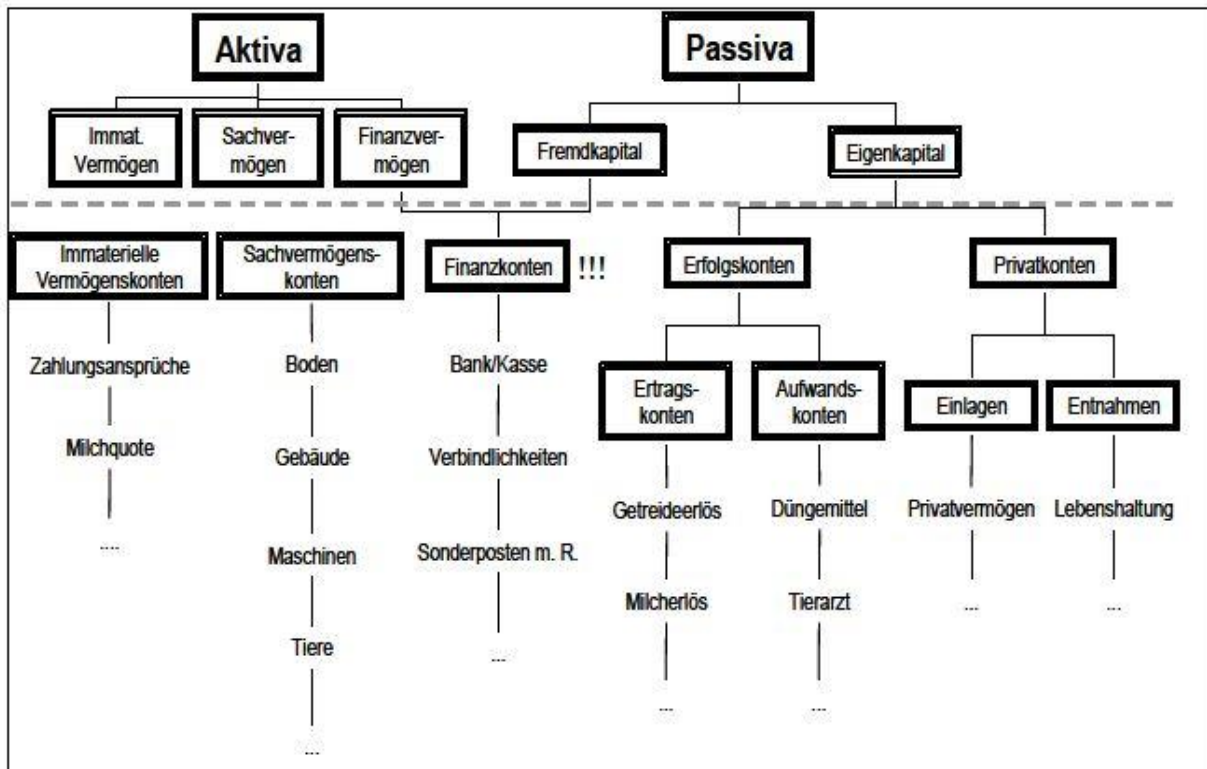 Aktiva
Passiva
Immat.
Vermögen
Sachver-
mögen
Finanzver-
mögen
Fremdkapital
Eigenkapital
Immaterielle
Vermögenskonten
Sachvermögens-
konten
Finanzkonten
!!!
Erfolgskonten
Privatkonten
Zahlungsansprüche
Milchquote
....
Boden
Gebäude
Maschinen
Tiere
...
Bank/Kasse
Verbindlichkeiten
Sonderposten m. R.
...
Ertrags-
konten
Getreideerlös
Milcherlös
...
Aufwands-
konten
Düngemittel
Tierarzt
...
Einlagen
Privatvermögen
...
Entnahmen
Lebenshaltung
...